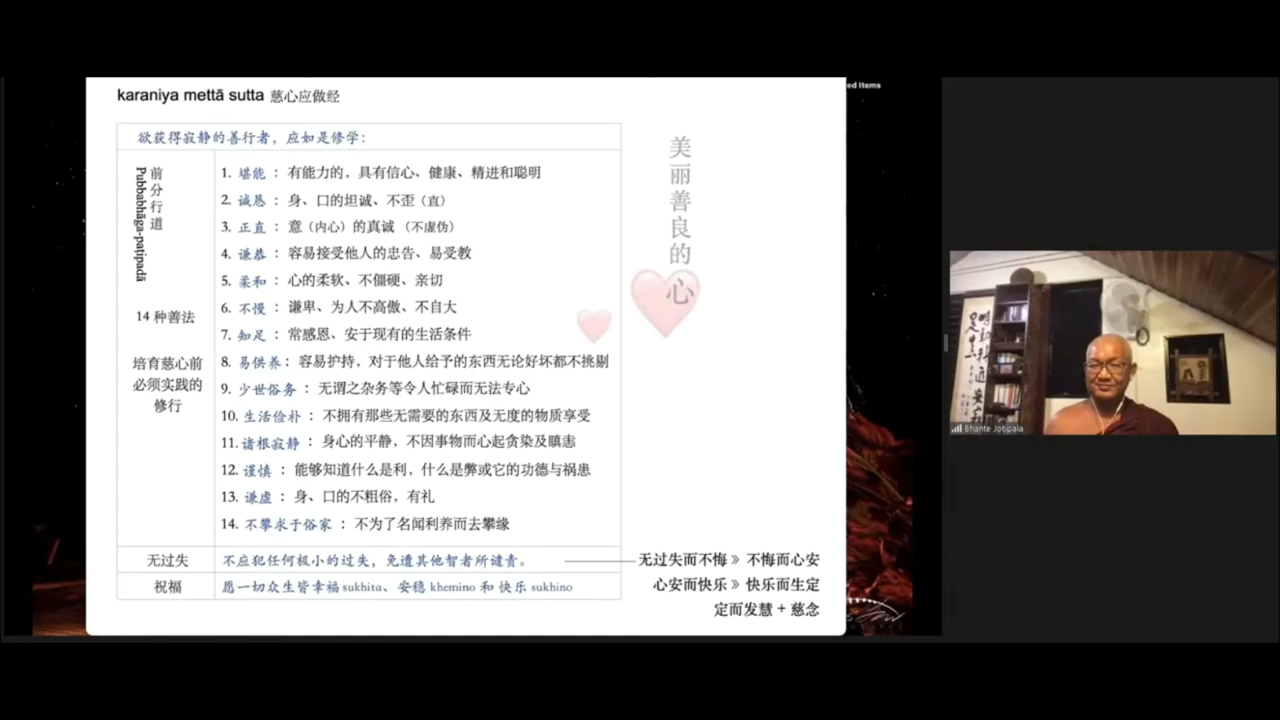 karaniya mettā sutta 慈心应做经
ed Items
欲获得寂静的善行者，应如是修学：
前分行道
Pubbabhāga-paṭipadā
14 种善法
培育慈心前
必须实践的
修行
1. 堪能 ： 有能力的，具有信心、健康、精进和聪明
2. 诚恳 ： 身、口的坦诚、不歪（直）
3. 正直 ： 意（内心）的真诚 （不虚伪）
4. 谦恭 ： 容易接受他人的忠告、易受教
5. 柔和 ： 心的柔软、不僵硬、亲切
6. 不慢 ： 谦卑、为人不高傲、不自大
7. 知足 ： 常感恩、安于现有的生活条件
8. 易供养： 容易护持，对于他人给予的东西无论好坏都不挑剔
9. 少世俗务 ： 无谓之杂务等令人忙碌而无法专心
10. 生活俭朴 ： 不拥有那些无需要的东西及无度的物质享受
11. 诸根寂静 ： 身心的平静，不因事物而心起贪染及瞋恚
12. 谨慎 ： 能够知道什么是利，什么是弊或它的功德与祸患
13. 谦虚 ： 身、口的不粗俗，有礼
14. 不攀求于俗家 ： 不为了名闻利养而去攀缘
无过失
不应犯任何极小的过失，免遭其他智者所谴责。
祝福
愿一切众生皆幸福 sukhita、安稳 khemino 和 快乐 sukhino
美丽善良的心
无过失而不悔 》 不悔而心安
心安而快乐 》 快乐而生定
定而发慧 + 慈念
Bhante Jotipala